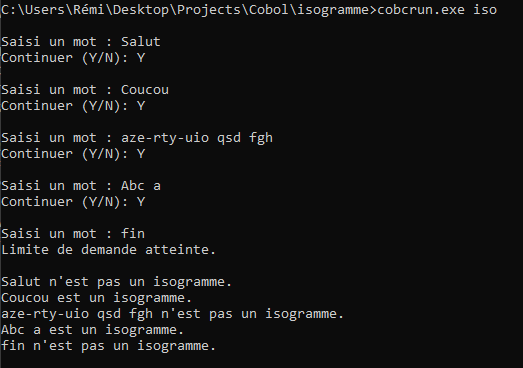 C:\Users\Rémi\Desktop\Projects\Cobol\isogramme>cobcrun.exe iso
Saisi un mot : Salut
Continuer (Y/N): Y
Saisi un mot : Coucou
Continuer (Y/N): Y
Saisi un mot : aze-rty-uio qsd fgh
Continuer (Y/N): Y
Saisi un mot : Abc a
Continuer (Y/N): Y
Saisi un mot : fin
Limite de demande atteinte.
Salut n'est pas un isogramme.
Coucou est un isogramme.
aze-rty-uio qsd fgh n'est pas un isogramme.
Abc a est un isogramme.
fin n'est pas un isogramme.